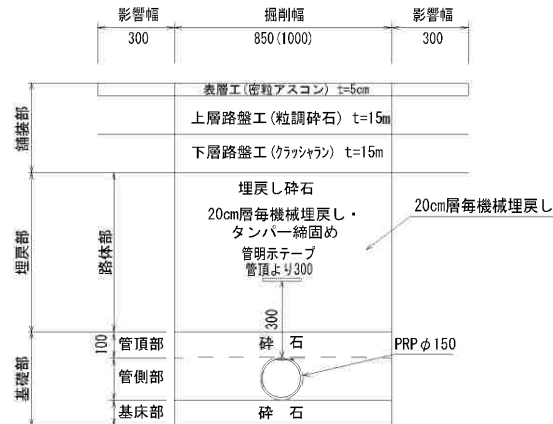 影響幅 掘削幅 影響幅
300 850(1000) 300
表層工(密粒アスコン) t=5cm
上層路盤工(粒調砕石) t=15m
下層路盤工(クラッシャラン) t=15m
舗装部
埋戻し砕石
20cm層毎機械埋戻し・
タンパー締固め
管明示テープ
管頂より300
20cm層毎機械埋戻し
埋戻部
路体部
300
100
管頂部 砕石
PRPφ150
管側部
基礎部
基床部 砕石